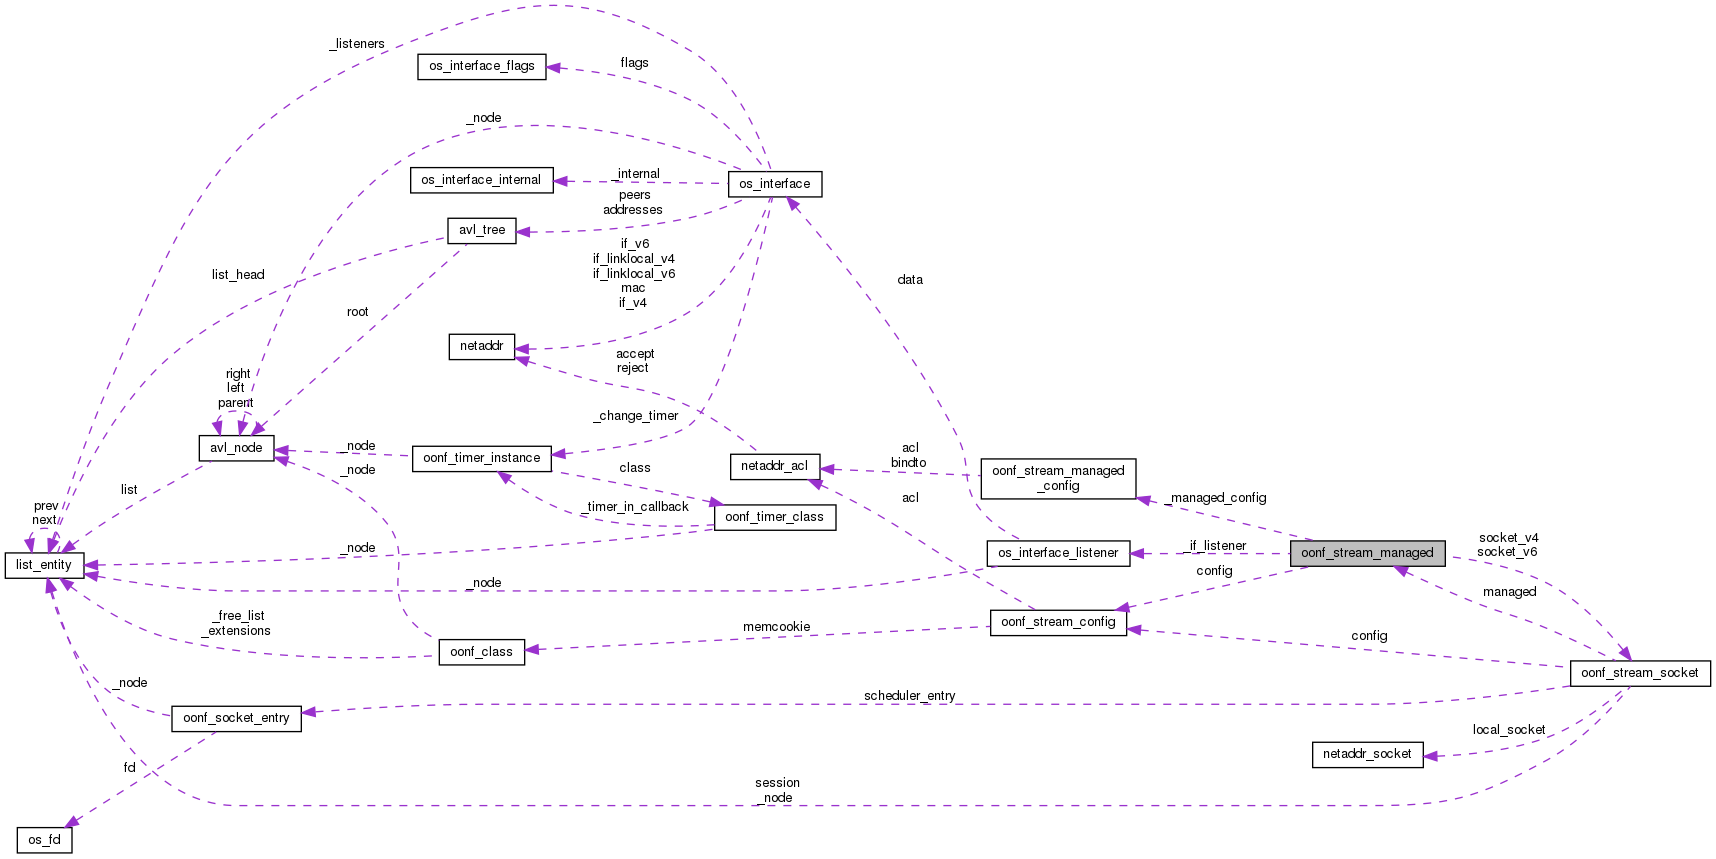 _listeners
os_interface_flags
flags
_node
os_interface_internal
_internal
os_interface
peers
addresses
avl_tree
if_v6
if_linklocal_v4
if_linklocal_v6
mac
if_v4
list_head
data
root
netaddr
accept
reject
right
left
parent
_change_timer
avl_node
_node
oonf_timer_instance
class
netaddr_acl
acl
bindto
oonf_stream_managed
_config
_node
list
acl
_managed_config
prev
next
_timer_in_callback
oonf_timer_class
_node
list_entity
os_interface_listener
_if_listener
oonf_stream_managed
socket_v4
socket_v6
_node
config
managed
_free_list
_extensions
memcookie
oonf_stream_config
config
oonf_class
oonf_stream_socket
_node
scheduler_entry
oonf_socket_entry
local_socket
netaddr_socket
fd
session
_node
os_fd